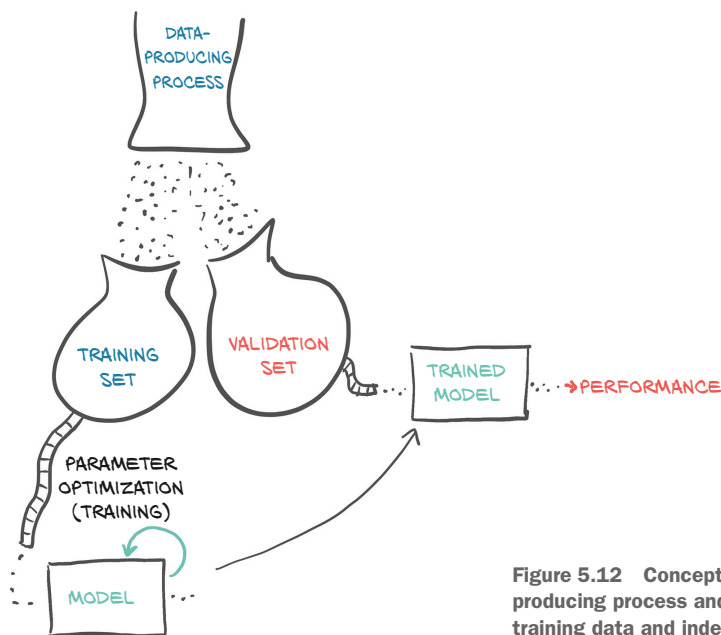 DATA-
PRODUCING
PROCESS
TRAINING
SET
VALIDATION
SET
TRAINED
MODEL
PERFORMANCE
PARAMETER
OPTIMIZATION
(TRAINING)
MODEL
Figure 5.12 Concept
producing process and
training data and inde